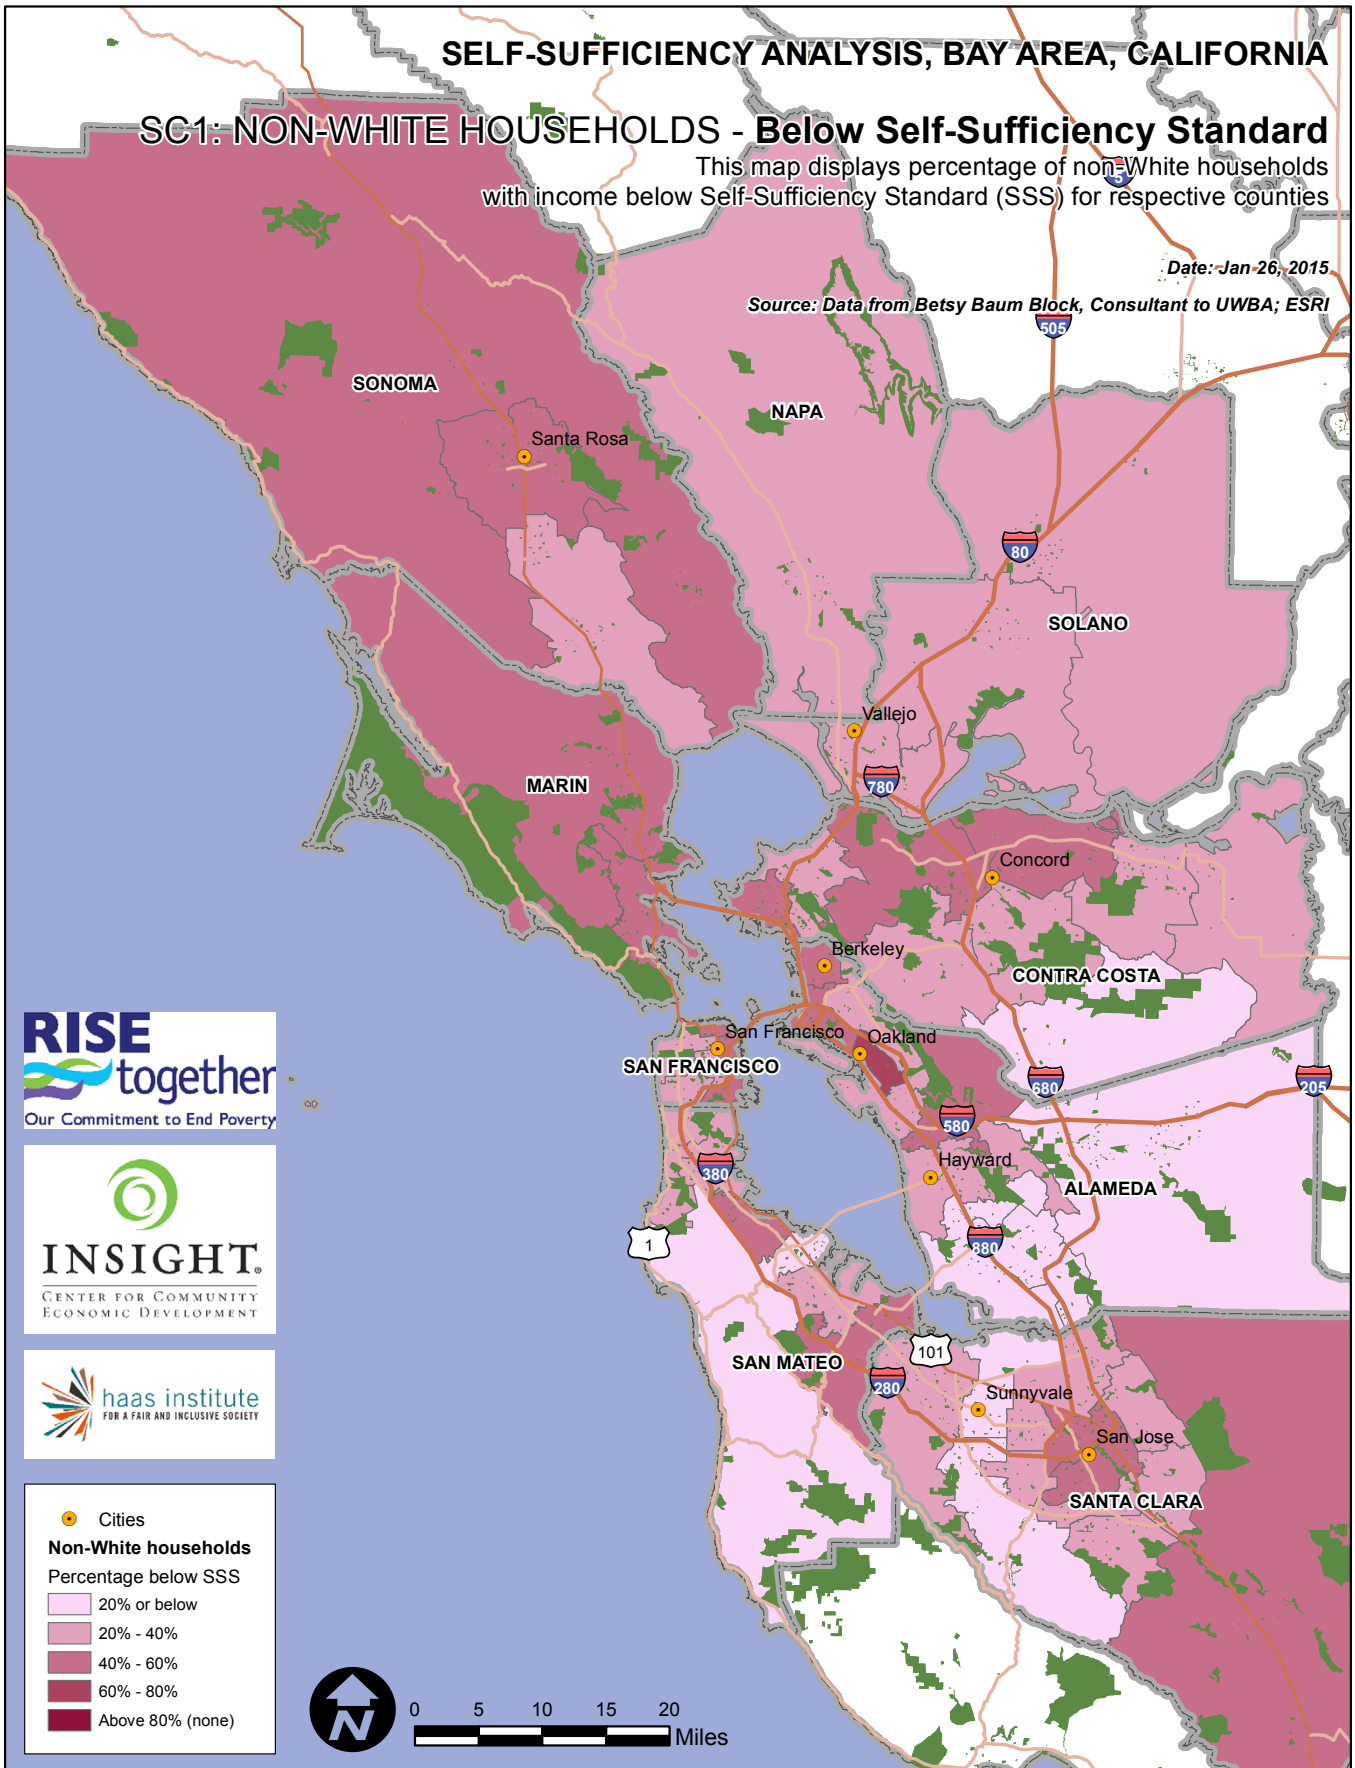 SELF-SUFFICIENCY ANALYSIS, BAY AREA, CALIFORNIA
SC1: NON-WHITE HOUSEHOLDS - Below Self-Sufficiency Standard
This map displays percentage of non-White households
with income below Self-Sufficiency Standard (SSS) for respective counties
Date: Jan 26, 2015
Source: Data from Betsy Baum Block, Consultant to UWBA; ESRI
505
SONOMA
NAPA
Santa Rosa
80
SOLANO
Vallejo
780
MARIN
Concord
Berkeley
CONTRA COSTA
San Francisco
Oakland
SAN FRANCISCO
680
205
580
Hayward
380
ALAMEDA
1
880
101
SAN MATEO
280
Sunnyvale
San Jose
SANTA CLARA
RISE
together
Our Commitment to End Poverty
INSIGHT®
CENTER FOR COMMUNITY
ECONOMIC DEVELOPMENT
haas institute
FOR A FAIR AND INCLUSIVE SOCIETY
Cities
Non-White households
Percentage below SSS
20% or below
20% - 40%
40% - 60%
60% - 80%
Above 80% (none)
N
0 5 10 15 20
Miles